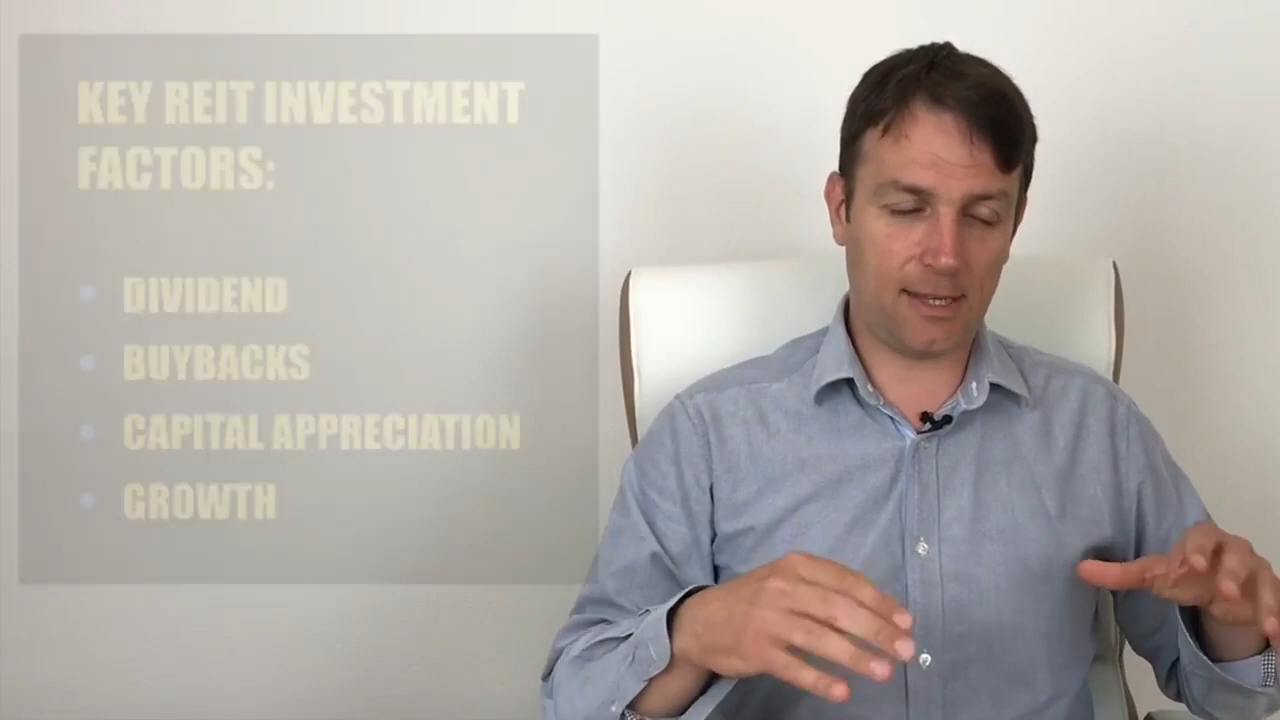 KEY REIT INVESTMENT
FACTORS:
DIVIDEND
BUYBACKS
CAPITAL APPRECIATION
GROWTH